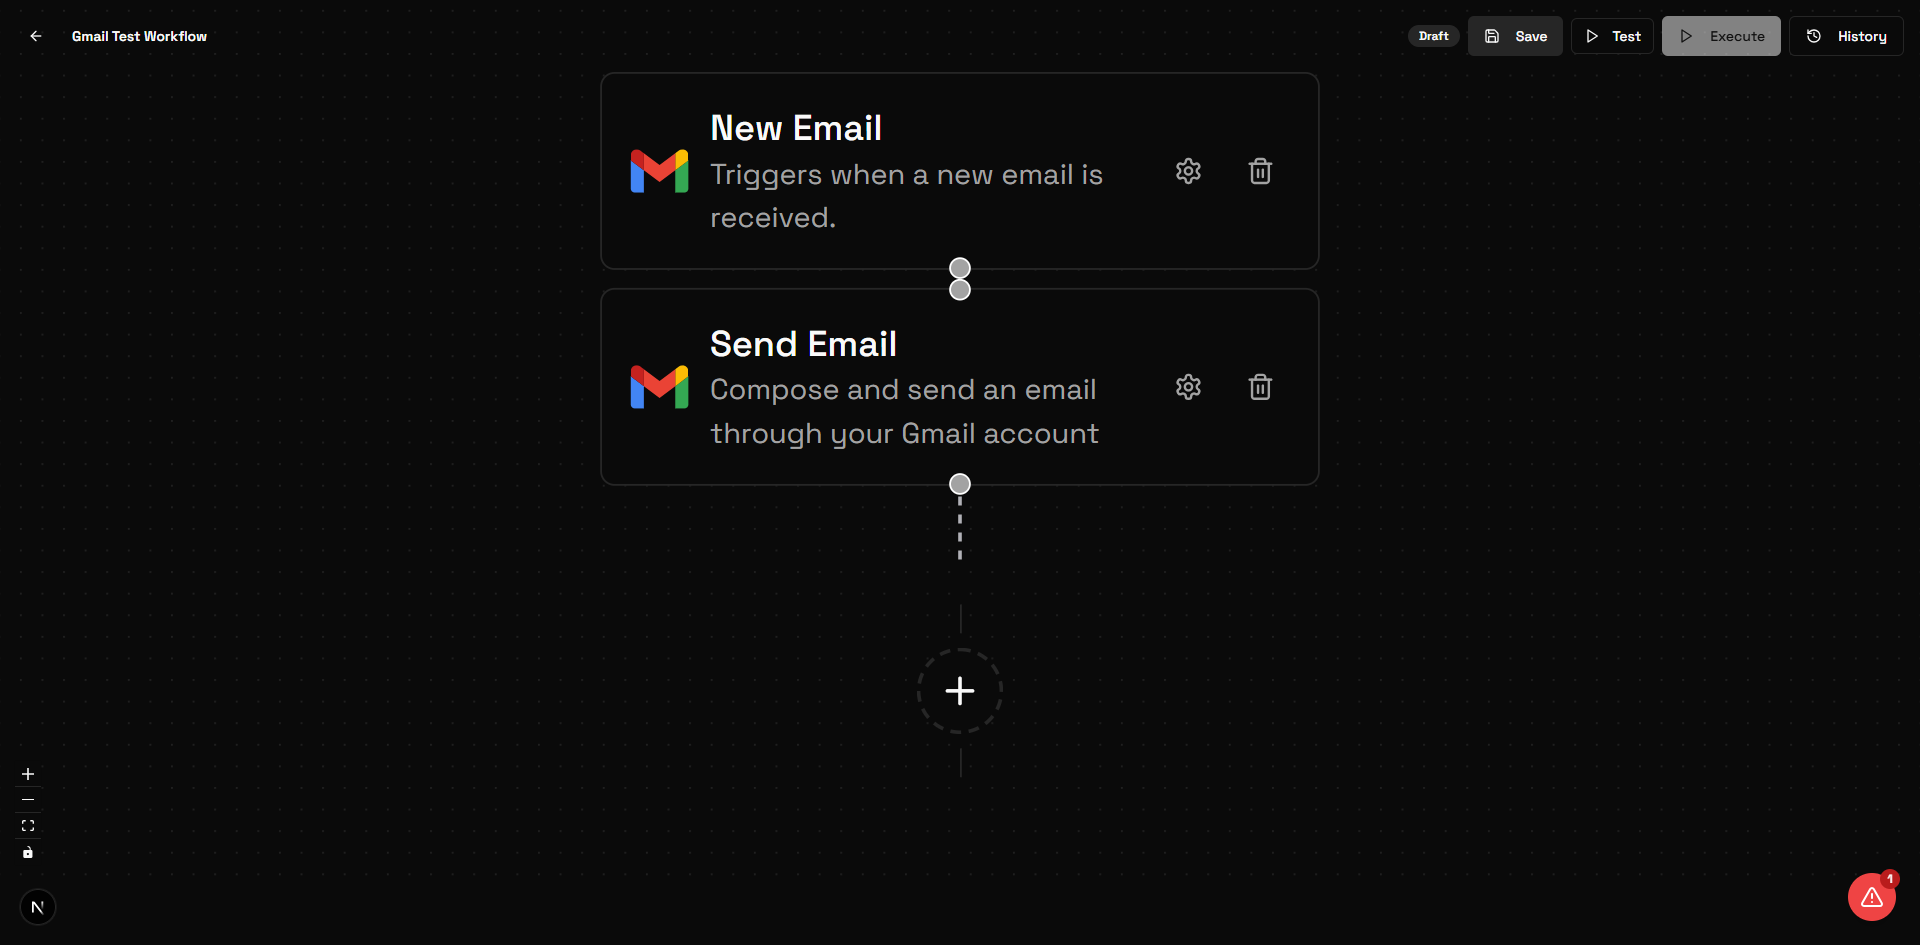 Gmail Test Workflow
Draft
Save
Test
Execute
History
New Email
Triggers when a new email is
received.
Send Email
Compose and send an email
through your Gmail account
N
1